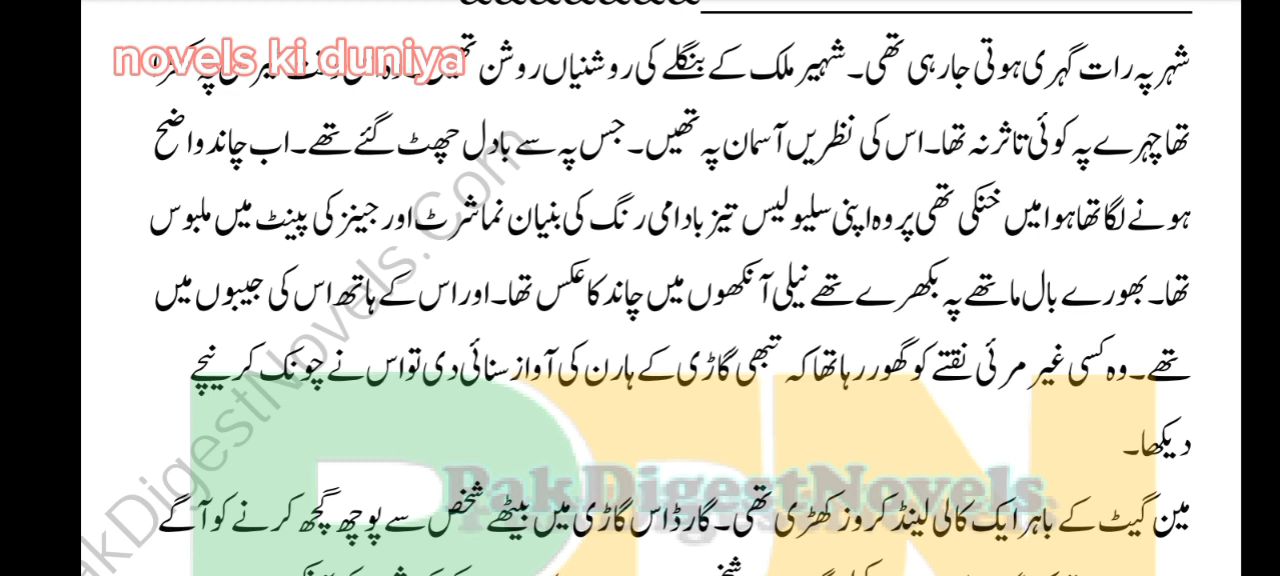 شہر پہ رات گہری ہوتی جارہی تھی۔ شہیر ملک کے بنگلے کی روشنیاں روشن
novels ki duniya
تھا چہرے پہ کوئی تاثر نہ تھا۔ اس کی نظریں آسمان پہ تھیں۔ جس پہ سے بادل چھٹ گئے تھے۔ اب چاند واضح
ہونے لگا تھا ہوا میں خنکی تھی پر وہ اپنی سلیولیس تیز بادامی رنگ کی بنیان نما شرٹ اور جینز کی پینٹ میں ملبوس
تھا۔ بھورے بال ماتھے پہ بکھرے تھے نیلی آنکھوں میں چاند کا عکس تھا۔ اور اس کے ہاتھ اس کی جیبوں میں
تھے۔ وہ کسی غیر مرئی نقتے کو گھور رہا تھا کہ تبھی گاڑی کے ہارن کی آواز سنائی دی تو اس نے چونک کر نیچے
دیکھا۔
PakDigestNovels.Com
PakDigestNovels.
مین گیٹ کے باہر ایک کالی لینڈ کروز کھڑی تھی۔ گارڈ اس گاڑی میں بیٹھے شخص سے پوچھ گچھ کرنے کو آگے